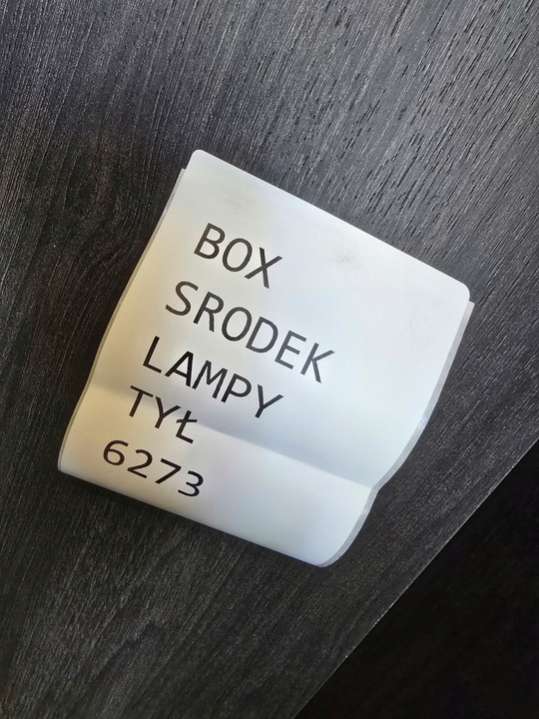 BOX
SRODEK
LAMPY
TYŁ
6273